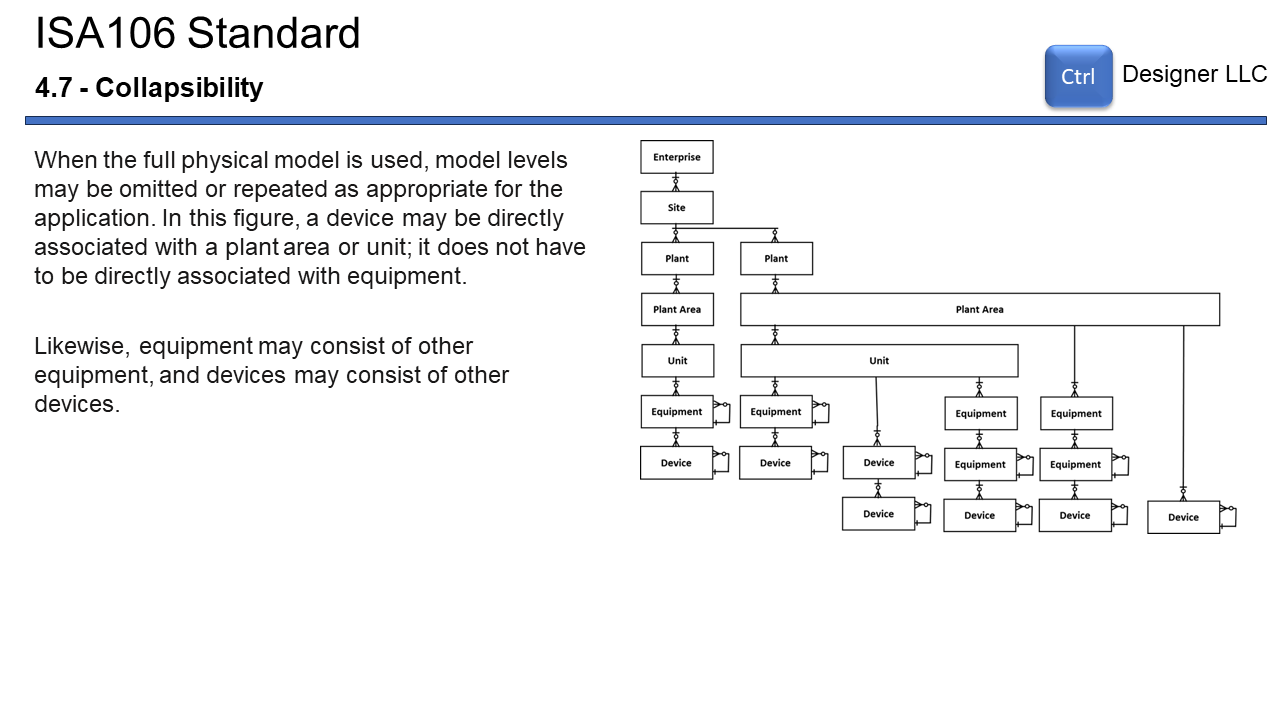 ISA106 Standard
4.7 - Collapsibility
Ctrl
Designer LLC
When the full physical model is used, model levels
may be omitted or repeated as appropriate for the
application. In this figure, a device may be directly
associated with a plant area or unit; it does not have
to be directly associated with equipment.
Likewise, equipment may consist of other
equipment, and devices may consist of other
devices.
Enterprise
Site
Plant
Plant
Plant Area
Plant Area
Unit
Unit
Equipment
Equipment
Equipment
Equipment
Device
Device
Device
Equipment
Equipment
Device
Device
Device
Device